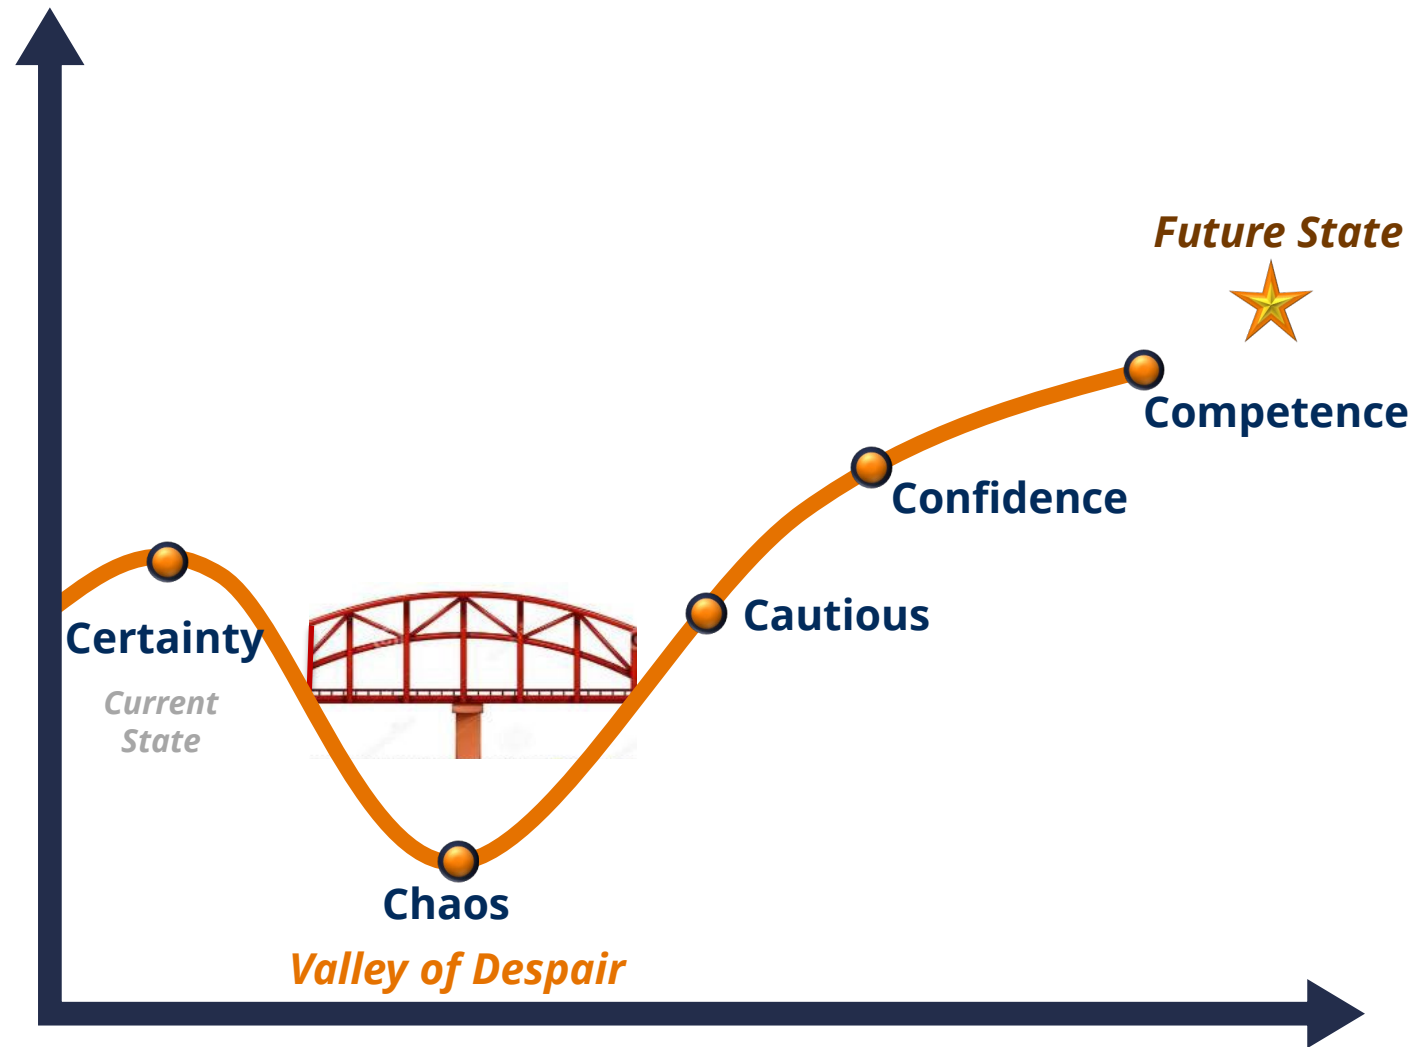 Future State
Competence
Confidence
Cautious
Certainty
Current
State
Chaos
Valley of Despair